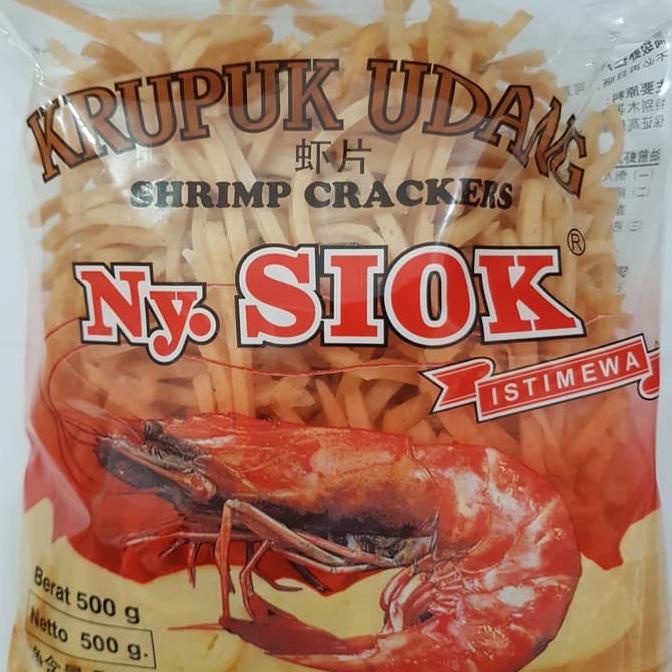 KRUPUK UDANG
虾片
SHRIMP CRACKERS
Ny. SIOK®
ISTIMEWA
Berat 500 g
Netto 500 g.